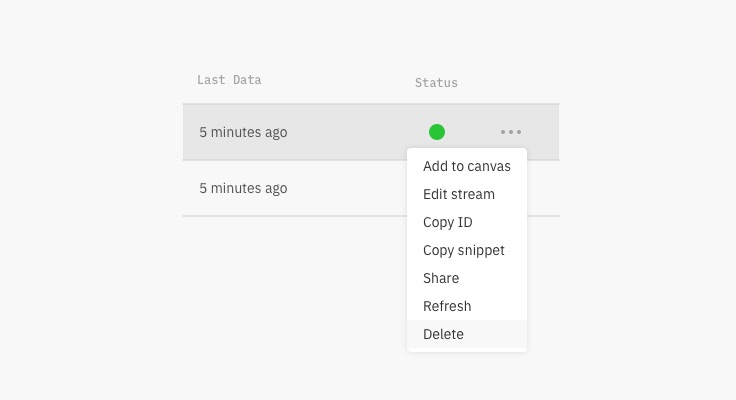 Last Data
Status
5 minutes ago
5 minutes ago
Add to canvas
Edit stream
Copy ID
Copy snippet
Share
Refresh
Delete